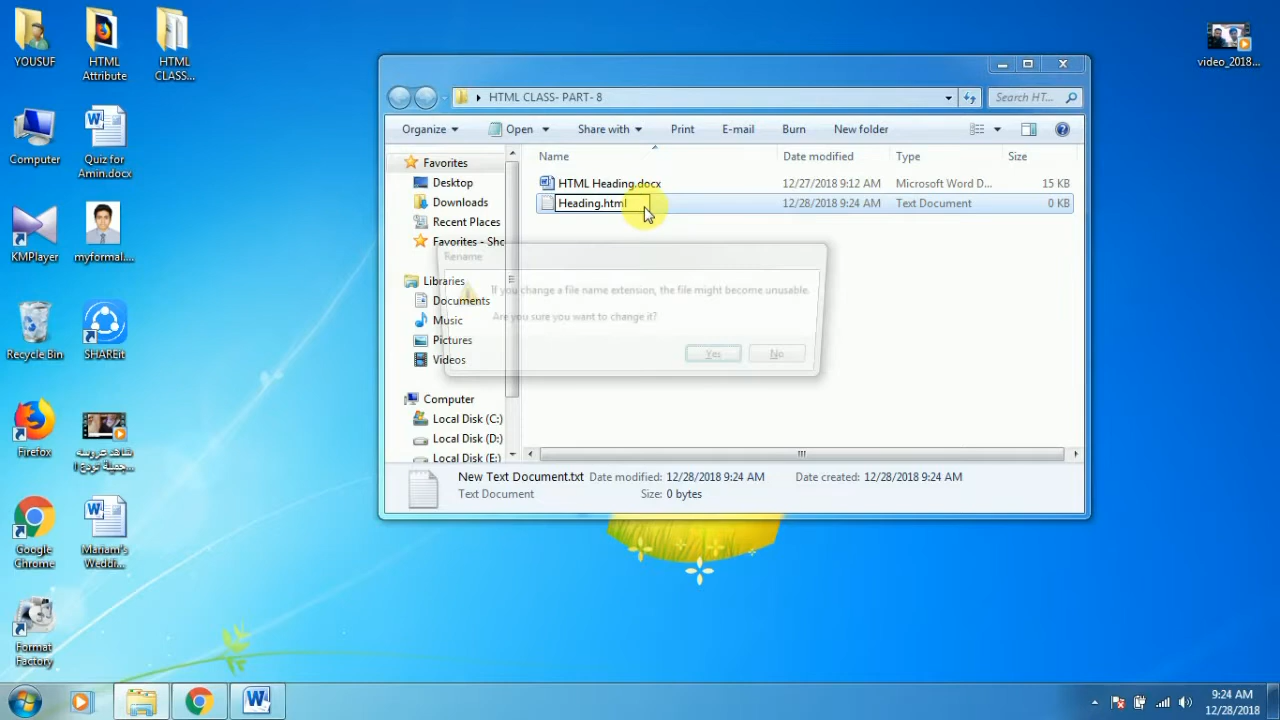 YOUSUF
HTML
Attribute
HTML
CLASS...
video_2018...
Computer
Quiz for
Amin.docx
KMPlayer
myformal....
Recycle Bin
SHAREit
Firefox
Google
Chrome
Mariam's
Weddi...
Format
Factory
HTML CLASS- PART- 8
Search HT...
Organize
Open
Share with
Print
E-mail
Burn
New folder
Name
Date modified
Type
Size
HTML Heading.docx
12/27/2018 9:12 AM
Microsoft Word D...
15 KB
Heading.html
12/28/2018 9:24 AM
Text Document
0 KB
Favorites
Desktop
Downloads
Recent Places
Favorites - Sho
Libraries
Documents
Music
Pictures
Videos
Computer
Local Disk (C:)
Local Disk (D:)
Local Disk (E:)
Rename
If you change a file name extension, the file might become unusable.
Are you sure you want to change it?
Yes
No
New Text Document.txt
Date modified: 12/28/2018 9:24 AM
Date created: 12/28/2018 9:24 AM
Text Document
Size: 0 bytes
9:24 AM
12/28/2018